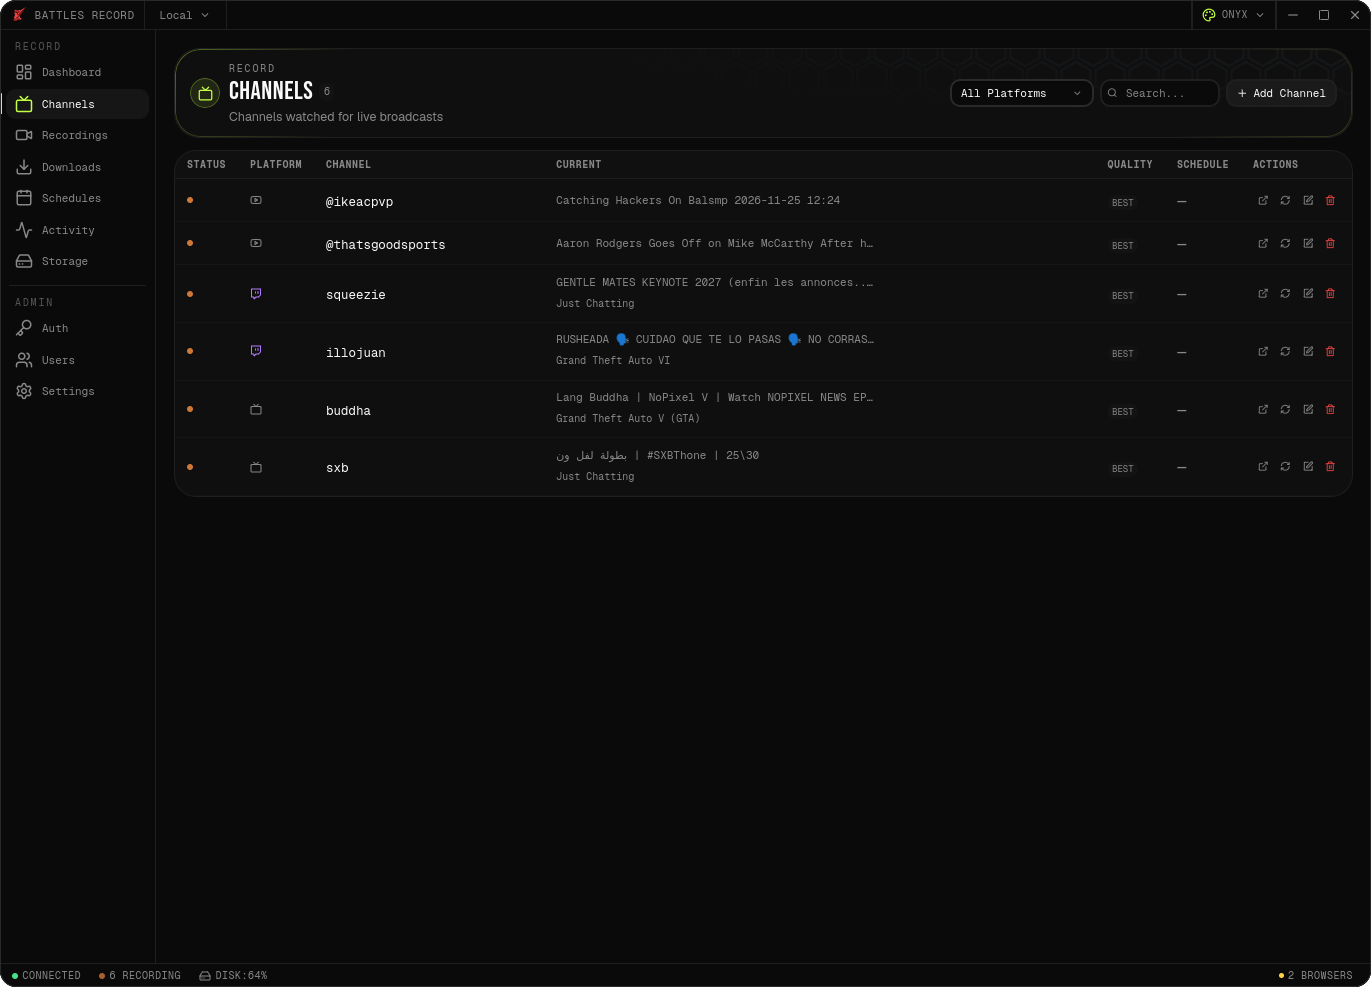 BATTLES RECORD
Local
ONYX
RECORD
Dashboard
Channels
Recordings
Downloads
Schedules
Activity
Storage
ADMIN
Auth
Users
Settings
RECORD
CHANNELS 6
Channels watched for live broadcasts
All Platforms
Search...
+ Add Channel
STATUS PLATFORM CHANNEL CURRENT QUALITY SCHEDULE ACTIONS
@ikeacpvp Catching Hackers On Balsmp 2026-11-25 12:24 BEST —
@thatsgoodsports Aaron Rodgers Goes Off on Mike McCarthy After h… BEST —
squeezie GENTLE MATES KEYNOTE 2027 (enfin les annonces...… BEST —
Just Chatting
illojuan RUSHEADA 🗣️ CUIDAO QUE TE LO PASAS 🗣️ NO CORRAS… BEST —
Grand Theft Auto VI
buddha Lang Buddha | NoPixel V | Watch NOPIXEL NEWS EP… BEST —
Grand Theft Auto V (GTA)
sxb بطولة لفل ون | #SXBThone | 25\30 BEST —
Just Chatting
CONNECTED
6 RECORDING
DISK:64%
2 BROWSERS